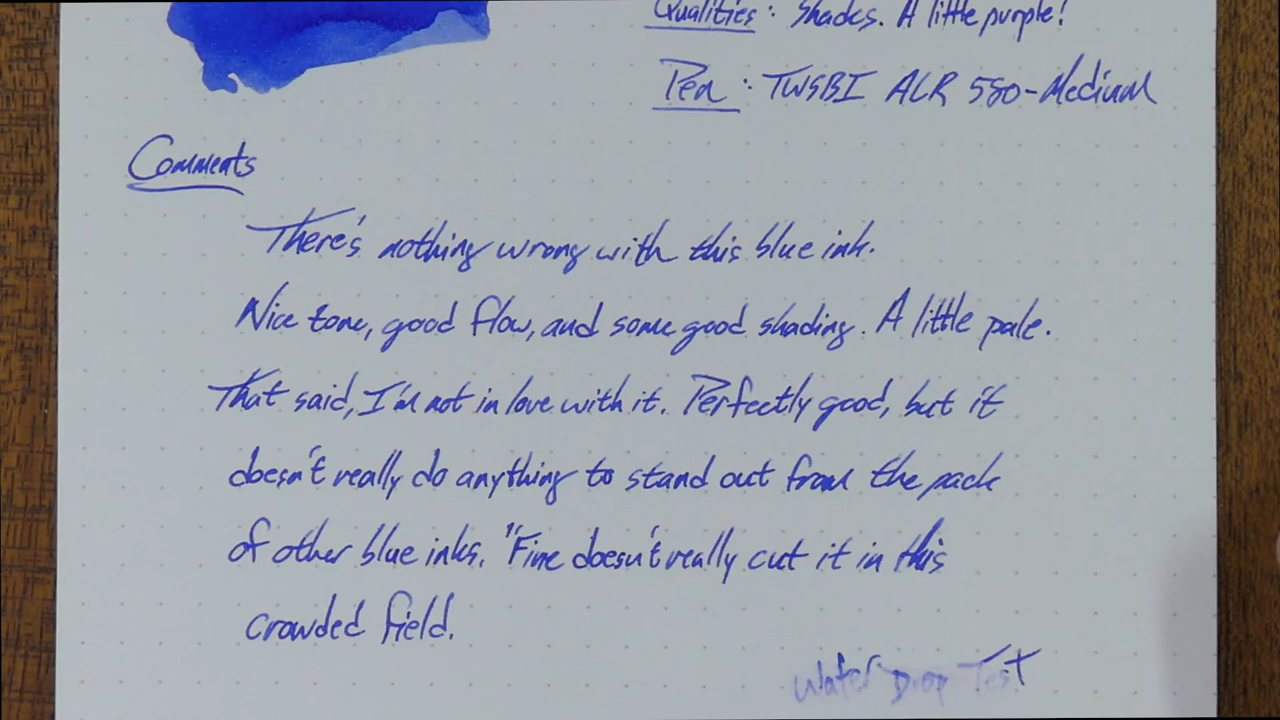 Qualities: Shades. A little purple!
Pen: TWSBI ALR 580-Medium
Comments
There's nothing wrong with this blue ink.
Nice tone, good flow, and some good shading. A little pale.
That said, I'm not in love with it. Perfectly good, but it
doesn't really do anything to stand out from the pack
of other blue inks. "Fine doesn't really cut it in this
crowded field.
Water Drop Test